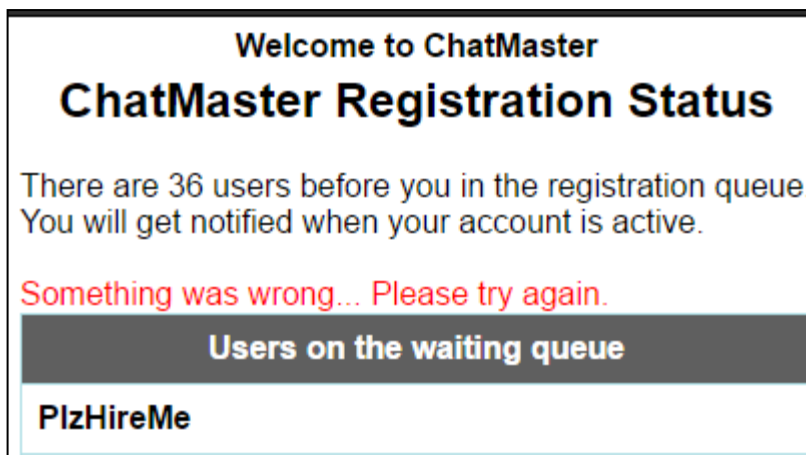 Welcome to ChatMaster
ChatMaster Registration Status
There are 36 users before you in the registration queue
You will get notified when your account is active.
Something was wrong... Please try again.
Users on the waiting queue
PlzHireMe